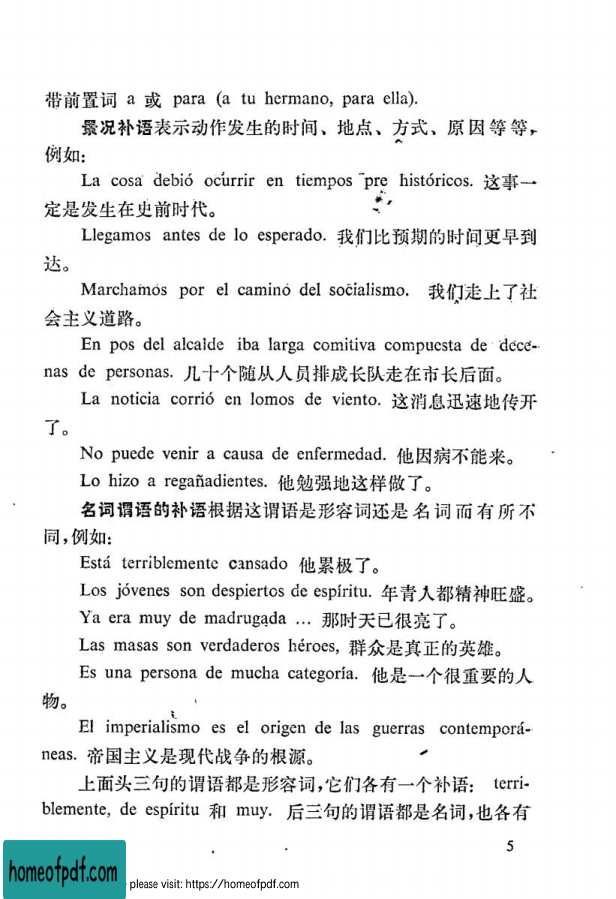 带前置词 a 或 para (a tu hermano, para ella).
景况补语表示动作发生的时间、地点、方式、原因等等,
例如:
La cosa debió ocurrir en tiempos pre históricos. 这事一
定是发生在史前时代。
Llegamos antes de lo esperado. 我们比预期的时间更早到
达。
Marchamos por el camino del socialismo. 我们走上了社
会主义道路。
En pos del alcalde iba larga comitiva compuesta de dece-
nas de personas. 几十个随从人员排成长队走在市长后面。
La noticia corrió en lomos de viento. 这消息迅速地传开
了。
No puede venir a causa de enfermedad. 他因病不能来。
Lo hizo a regañadientes. 他勉强地这样做了。
名词谓语的补语根据这谓语是形容词还是名词而有所不
同,例如:
Está terriblemente cansado 他累极了。
Los jóvenes son despiertos de espíritu. 年青人都精神旺盛。
Ya era muy de madrugada ... 那时天已很亮了。
Las masas son verdaderos héroes, 群众是真正的英雄。
Es una persona de mucha categoría. 他是一个很重要的人
物。
El imperialismo es el origen de las guerras contemporá-
neas. 帝国主义是现代战争的根源。
上面头三句的谓语都是形容词,它们各有一个补语: terri-
blemente, de espíritu 和 muy. 后三句的谓语都是名词,也各有
5
homeofpdf.com
please visit: https://homeofpdf.com